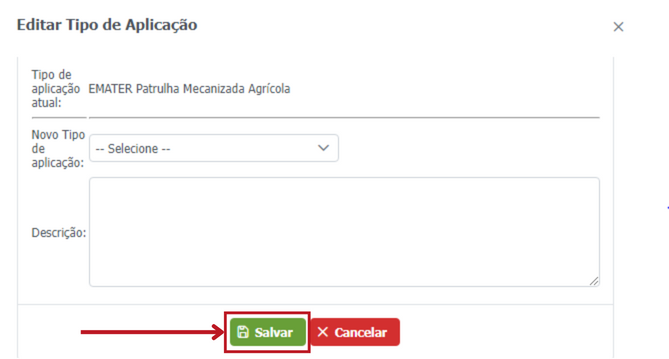 Editar Tipo de Aplicação
Tipo de
aplicação
atual:
EMATER Patrulha Mecanizada Agrícola
Novo Tipo
de
aplicação:
-- Selecione --
Descrição:
Salvar
Cancelar